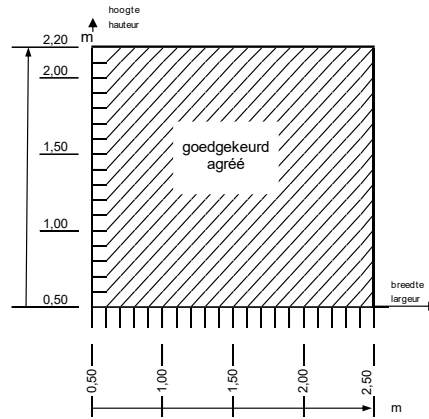 hoogte
hauteur
m
2,20
2,00
1,50
1,00
0,50
goedgekeurd
agréé
breedte
largeur
0,50
1,00
1,50
2,00
2,50
m